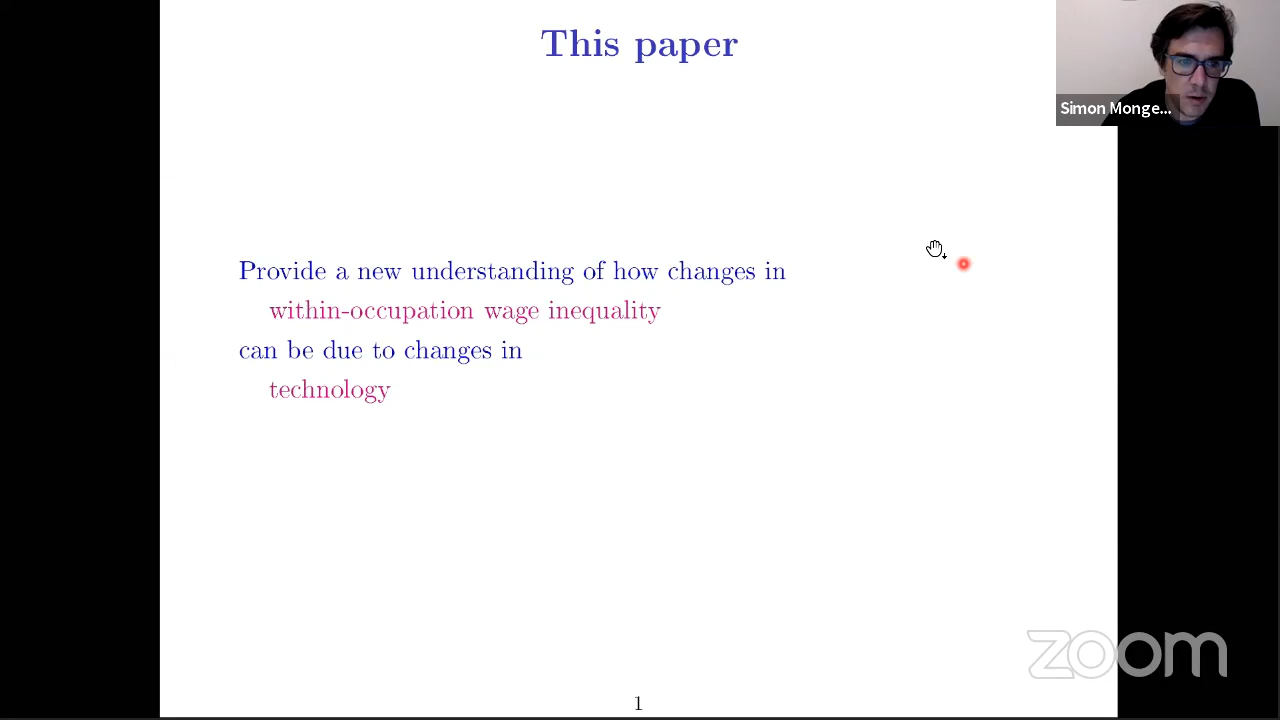 This paper
Simon Monge...
Provide a new understanding of how changes in
within-occupation wage inequality
can be due to changes in
technology
zoom
1